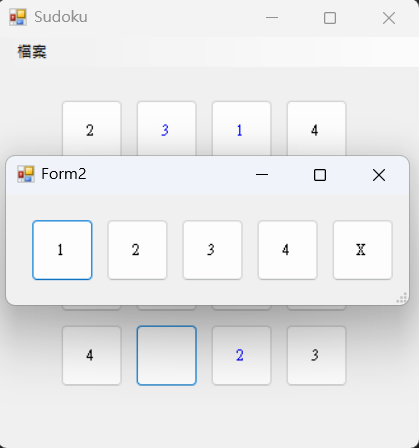 Sudoku
檔案
2 3 1 4
Form2
1 2 3 4 X
4 2 3